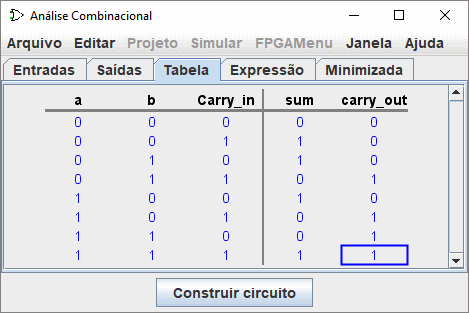 Análise Combinacional
Arquivo Editar Projeto Simular FPGAMenu Janela Ajuda
Entradas Saídas Tabela Expressão Minimizada
a b Carry_in sum carry_out
0 0 0 0 0
0 0 1 1 0
0 1 0 1 0
0 1 1 0 1
1 0 0 1 0
1 0 1 0 1
1 1 0 0 1
1 1 1 1 1
Construir circuito